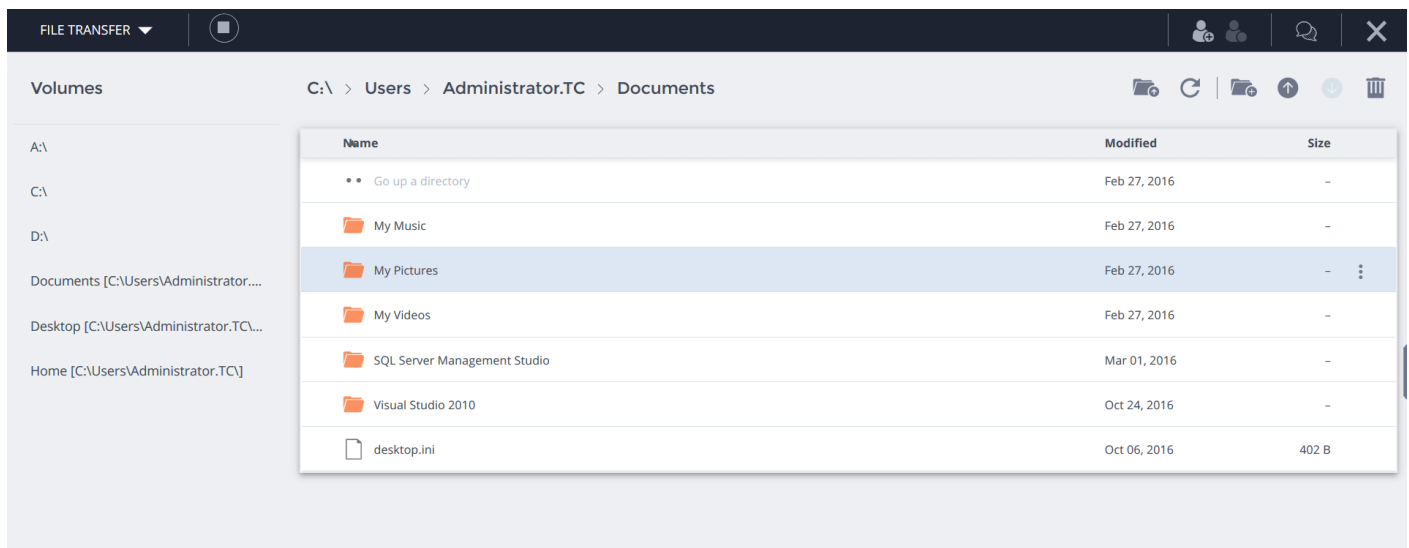 FILE TRANSFER
Volumes
C:\ > Users > Administrator.TC > Documents
Name Modified Size
A:\
C:\
D:\
Documents [C:\Users\Administrator....
Desktop [C:\Users\Administrator.TC\...
Home [C:\Users\Administrator.TC\]
Go up a directory Feb 27, 2016 –
My Music Feb 27, 2016 –
My Pictures Feb 27, 2016 –
My Videos Feb 27, 2016 –
SQL Server Management Studio Mar 01, 2016 –
Visual Studio 2010 Oct 24, 2016 –
desktop.ini Oct 06, 2016 402 B